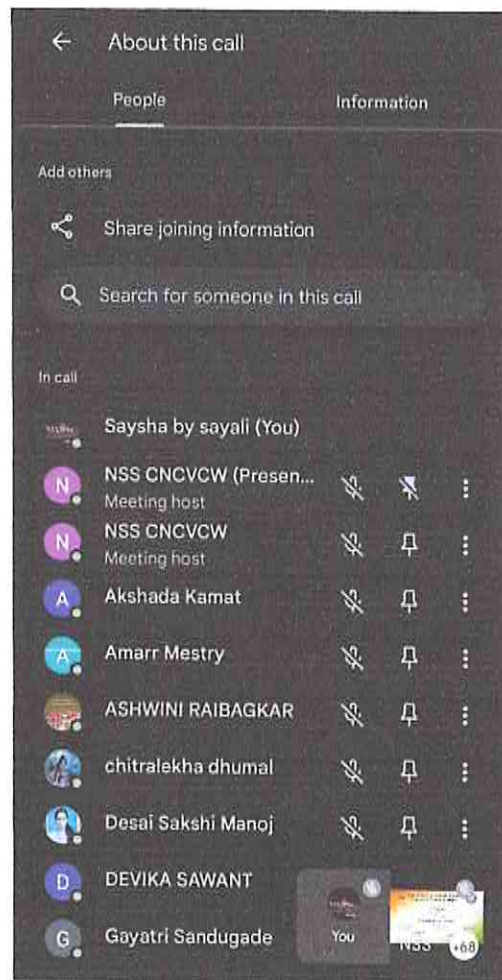 About this call
People
Information
Add others
Share joining information
Search for someone in this call
In call
Saysha by sayali (You)
N
NSS CNCVCW (Presen...
Meeting host
N
NSS CNCVCW
Meeting host
A
Akshada Kamat
A
Amarr Mestry
ASHWINI RAIBAGKAR
chitralekha dhumal
Desai Sakshi Manoj
D
DEVIKA SAWANT
G
Gayatri Sandugade
You
NSS
+68